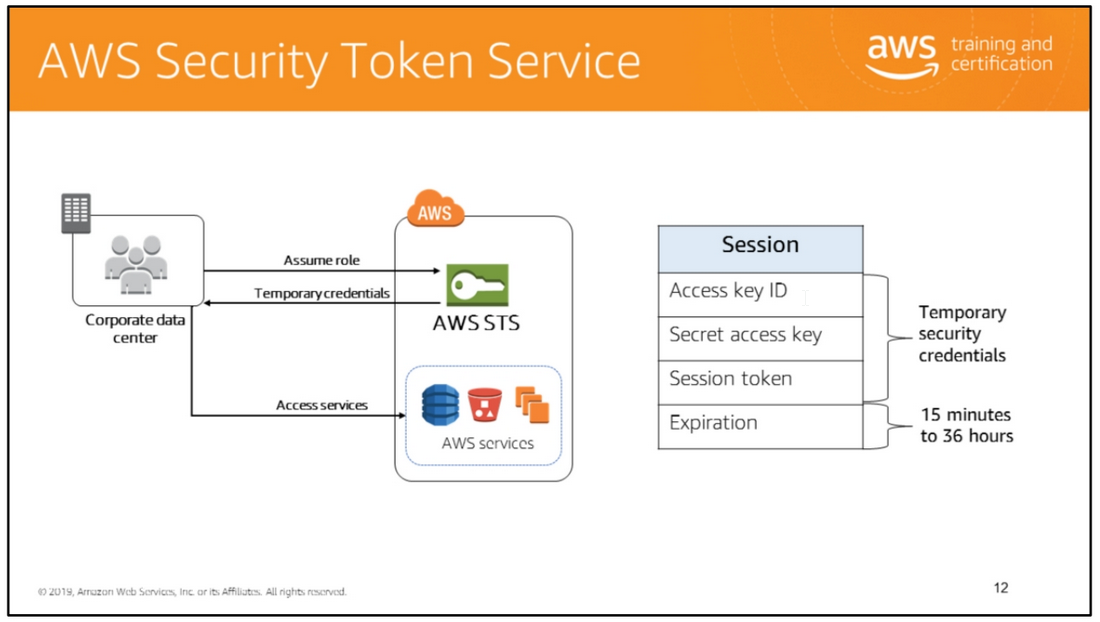 AWS Security Token Service
aws training and
certification
AWS
Assume role
Temporary credentials
AWS STS
Corporate data
center
Access services
AWS services
Session
Access key ID
Secret access key
Session token
Expiration
Temporary
security
credentials
15 minutes
to 36 hours
© 2019, Amazon Web Services, Inc. or its Affiliates. All rights reserved.
12